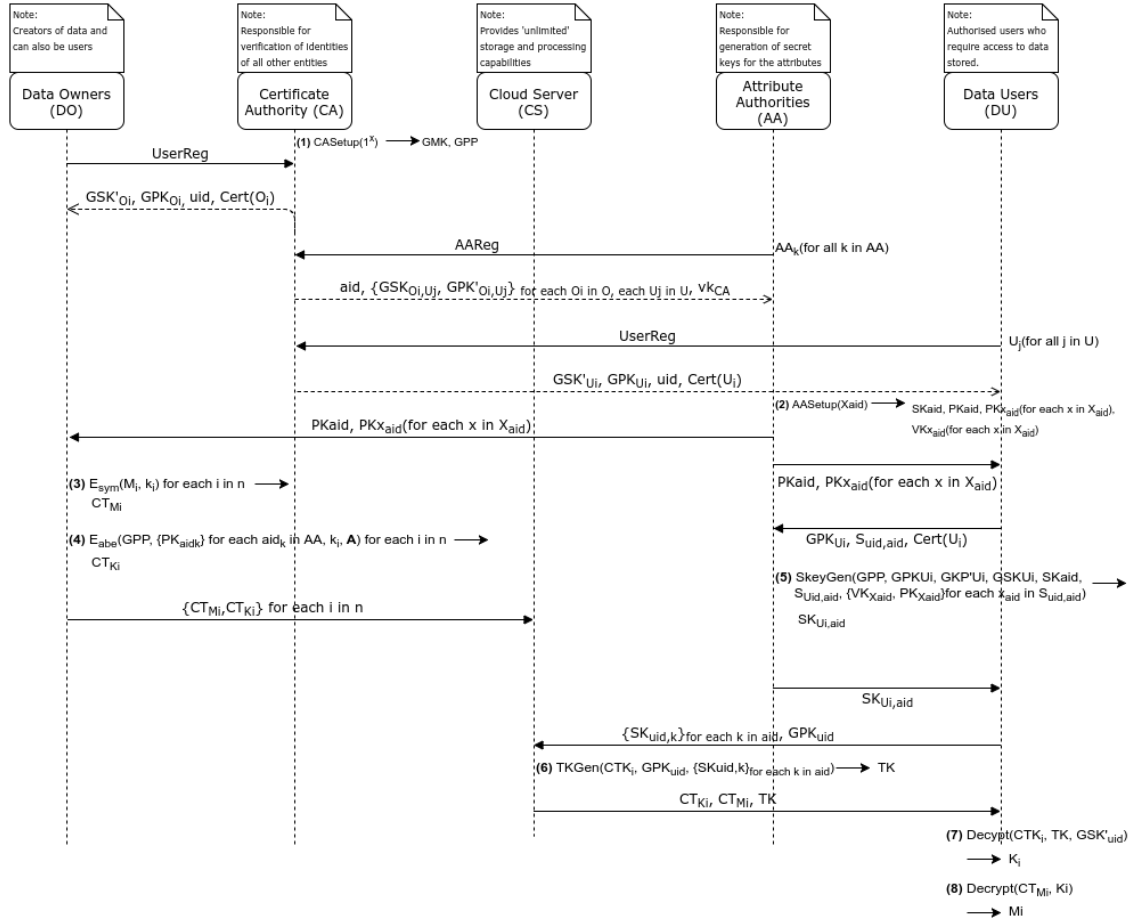 Note:
Creators of data and
can also be users
Note:
Responsible for
verification of identities
of all other entities
Note:
Provides 'unlimited'
storage and processing
capabilities
Note:
Responsible for
generation of secret
keys for the attributes
Note:
Authorised users who
require access to data
stored.
Data Owners
(DO)
Certificate
Authority (CA)
Cloud Server
(CS)
Attribute
Authorities
(AA)
Data Users
(DU)
(1) CASetup(1^x) → GMK, GPP
UserReg
GSK'Oi, GPKOi, uid, Cert(Oi)
AAReg
AAk(for all k in AA)
aid, {GSKOi,Uj, GPK'Oi,Uj} for each Oi in O, each Uj in U, vkCA
UserReg
Uj(for all j in U)
GSK'Ui, GPKUi, uid, Cert(Ui)
(2) AASetup(Xaid) → SKaid, PKaid, PKxaid(for each x in Xaid),
VKxaid(for each x in Xaid)
PKaid, PKxaid(for each x in Xaid)
PKaid, PKxaid(for each x in Xaid)
(3) Esym(Mi, ki) for each i in n →
CTMi
(4) Eabe(GPP, {PKaidk} for each aidk in AA, ki, A) for each i in n →
CTKi
GPKUi, Suid,aid, Cert(Ui)
(5) SkeyGen(GPP, GPKUi, GKP'Ui, GSKUi, SKaid, →
SUid,aid, {VKXaid, PKXaid}for each xaid in Suid,aid)
SKUi,aid
{CTMi,CTKi} for each i in n
SKUi,aid
{SKuid,k}for each k in aid, GPKuid
(6) TKGen(CTKi, GPKuid, {SKuid,k}for each k in aid) → TK
CTKi, CTMi, TK
(7) Decypt(CTKi, TK, GSK'uid)
→ Ki
(8) Decrypt(CTMi, Ki)
→ Mi